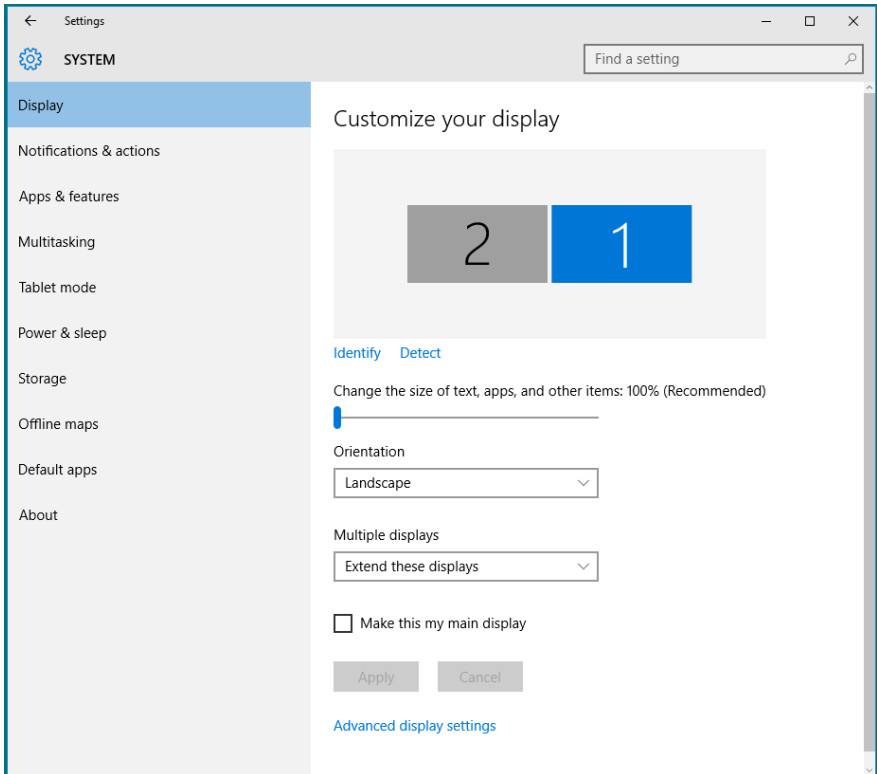 Settings
SYSTEM
Find a setting
Display
Notifications & actions
Apps & features
Multitasking
Tablet mode
Power & sleep
Storage
Offline maps
Default apps
About
Customize your display
2 1
Identify Detect
Change the size of text, apps, and other items: 100% (Recommended)
Orientation
Landscape
Multiple displays
Extend these displays
Make this my main display
Apply Cancel
Advanced display settings